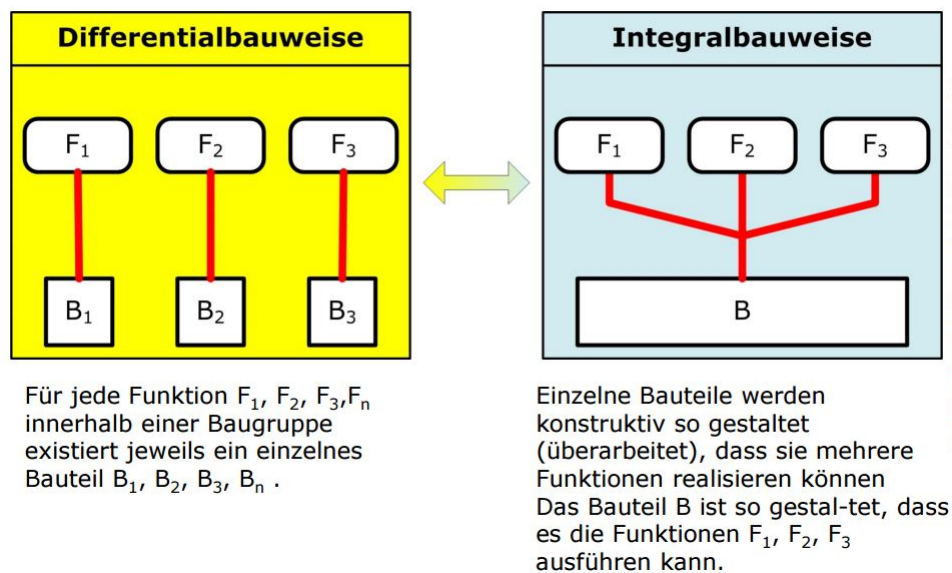 Differentialbauweise
F₁ F₂ F₃
B₁ B₂ B₃
Für jede Funktion F₁, F₂, F₃,Fₙ
innerhalb einer Baugruppe
existiert jeweils ein einzelnes
Bauteil B₁, B₂, B₃, Bₙ .
Integralbauweise
F₁ F₂ F₃
B
Einzelne Bauteile werden
konstruktiv so gestaltet
(überarbeitet), dass sie mehrere
Funktionen realisieren können
Das Bauteil B ist so gestal-tet, dass
es die Funktionen F₁, F₂, F₃
ausführen kann.